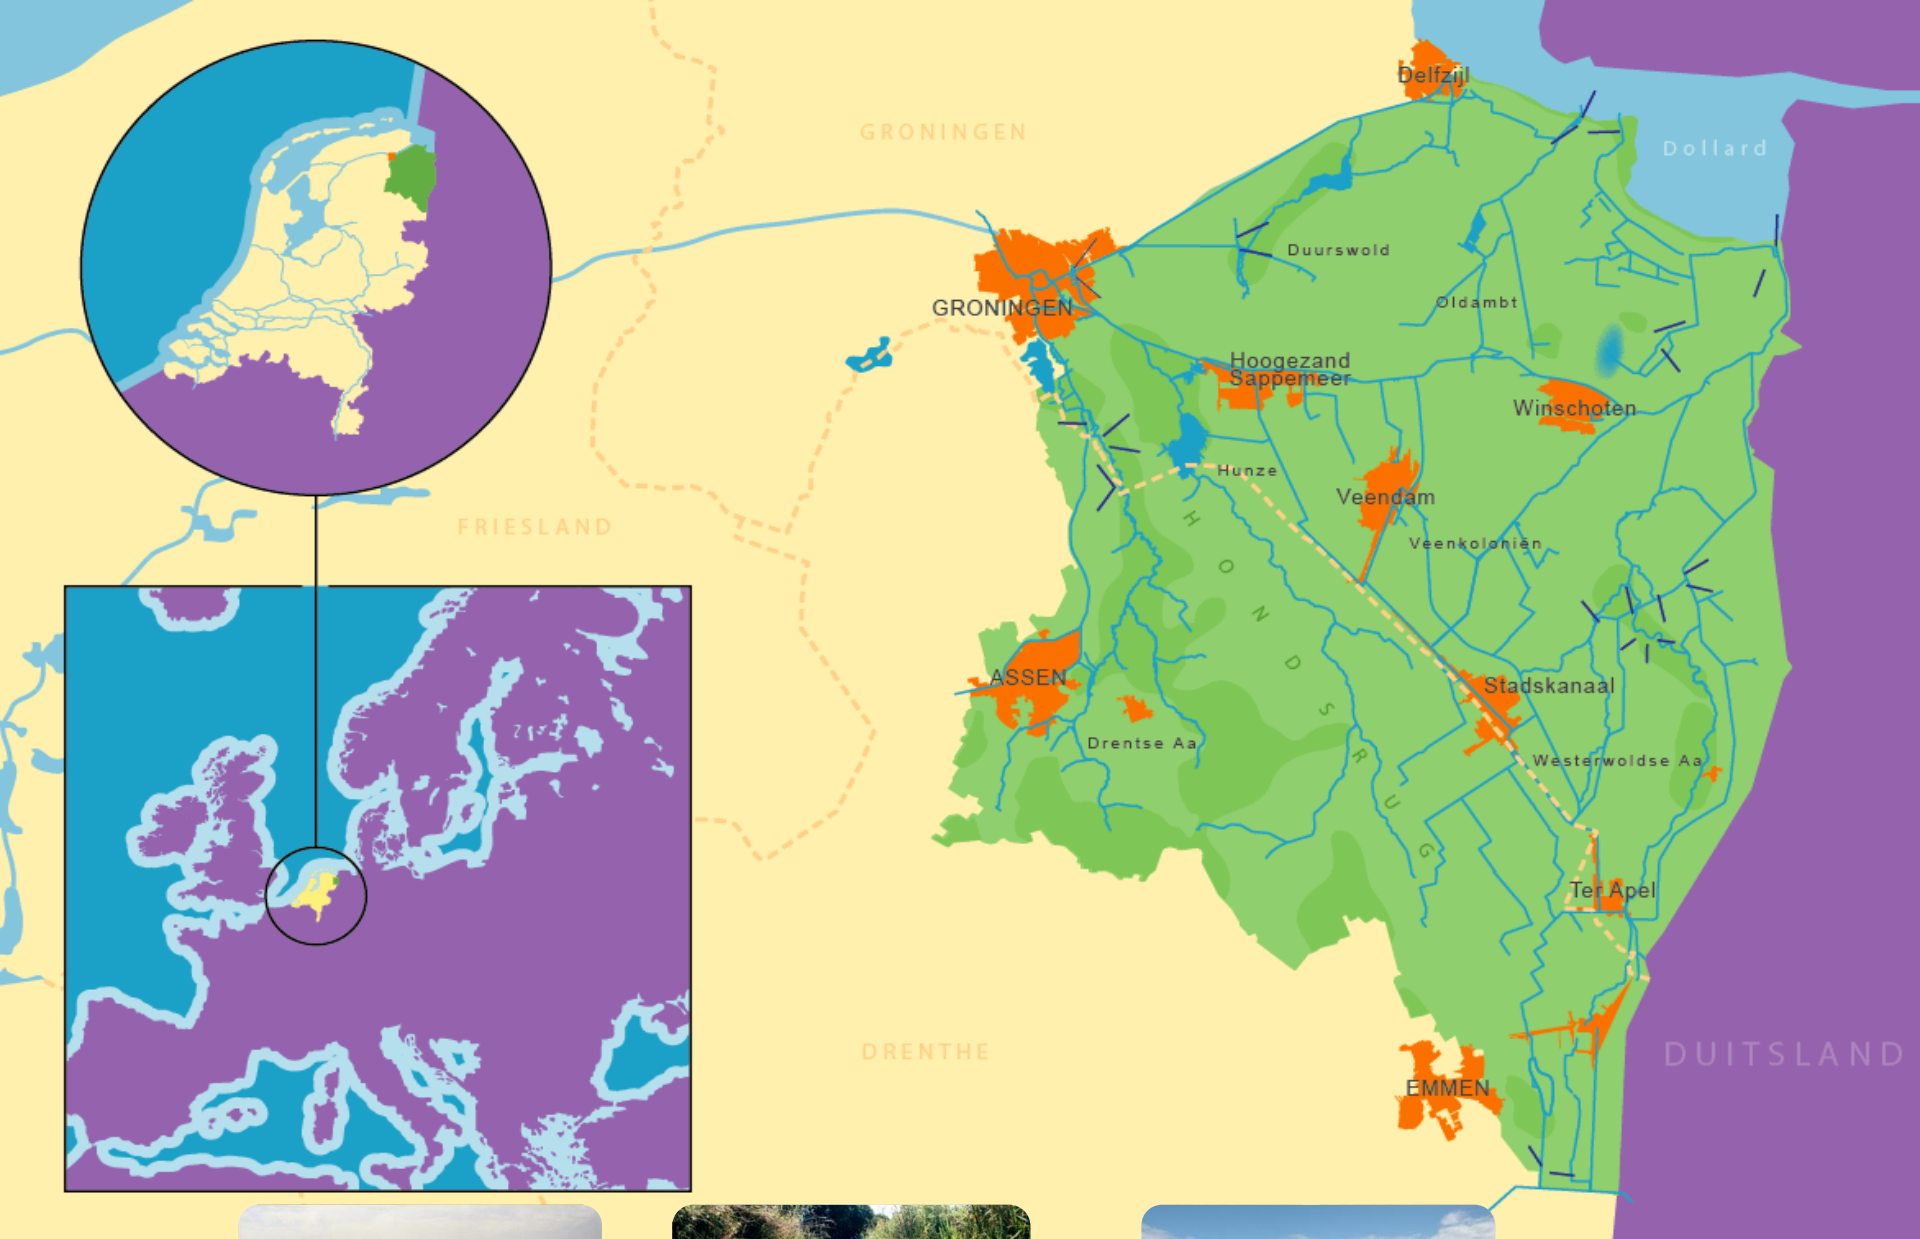 Delfzijl
GRONINGEN
Dollard
Duurswold
Oldambt
GRONINGEN
Hoogezand
Sappemeer
Winschoten
Hunze
Veendam
Veenkoloniën
FRIESLAND
HONDSRUG
ASSEN
Stadskanaal
Drentse Aa
Westerwoldse Aa
Ter Apel
DRENTHE
DUITSLAND
EMMEN